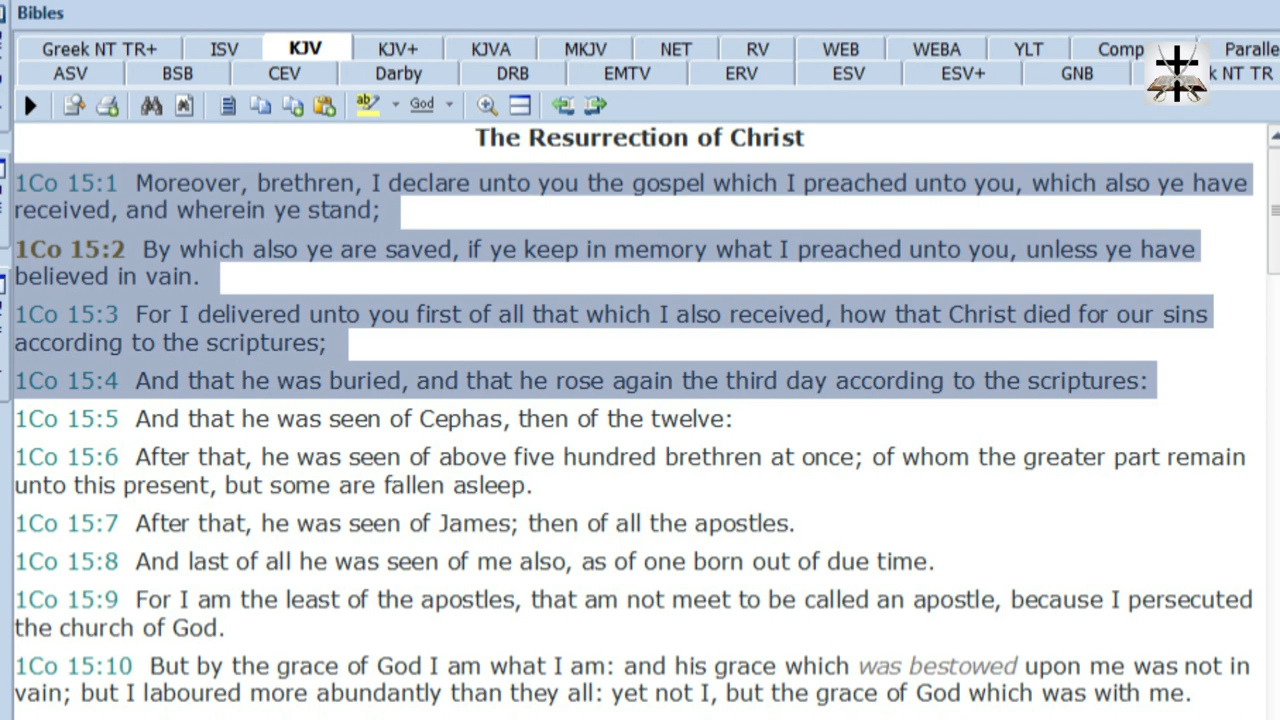 Bibles
Greek NT TR+ ISV KJV KJV+ KJVA MKJV NET RV WEB WEBA YLT Comp Paralle
ASV BSB CEV Darby DRB EMTV ERV ESV ESV+ GNB k NT TR
ab God
The Resurrection of Christ
1Co 15:1 Moreover, brethren, I declare unto you the gospel which I preached unto you, which also ye have
received, and wherein ye stand;
1Co 15:2 By which also ye are saved, if ye keep in memory what I preached unto you, unless ye have
believed in vain.
1Co 15:3 For I delivered unto you first of all that which I also received, how that Christ died for our sins
according to the scriptures;
1Co 15:4 And that he was buried, and that he rose again the third day according to the scriptures:
1Co 15:5 And that he was seen of Cephas, then of the twelve:
1Co 15:6 After that, he was seen of above five hundred brethren at once; of whom the greater part remain
unto this present, but some are fallen asleep.
1Co 15:7 After that, he was seen of James; then of all the apostles.
1Co 15:8 And last of all he was seen of me also, as of one born out of due time.
1Co 15:9 For I am the least of the apostles, that am not meet to be called an apostle, because I persecuted
the church of God.
1Co 15:10 But by the grace of God I am what I am: and his grace which was bestowed upon me was not in
vain; but I laboured more abundantly than they all: yet not I, but the grace of God which was with me.